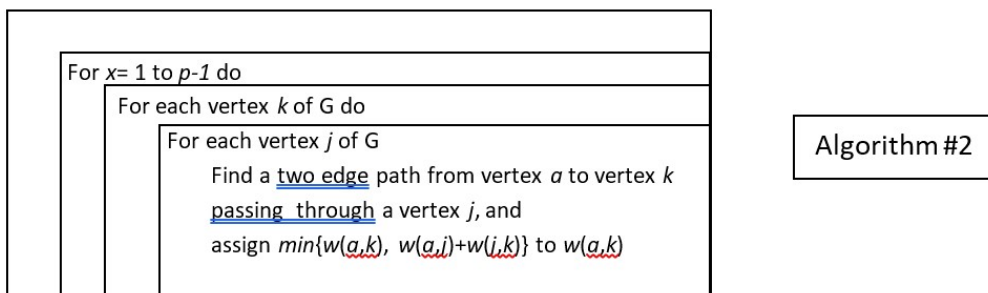 For x= 1 to p-1 do
For each vertex k of G do
For each vertex j of G
Find a two edge path from vertex a to vertex k
passing through a vertex j, and
assign min{w(a,k), w(a,j)+w(j,k)} to w(a,k)
Algorithm #2